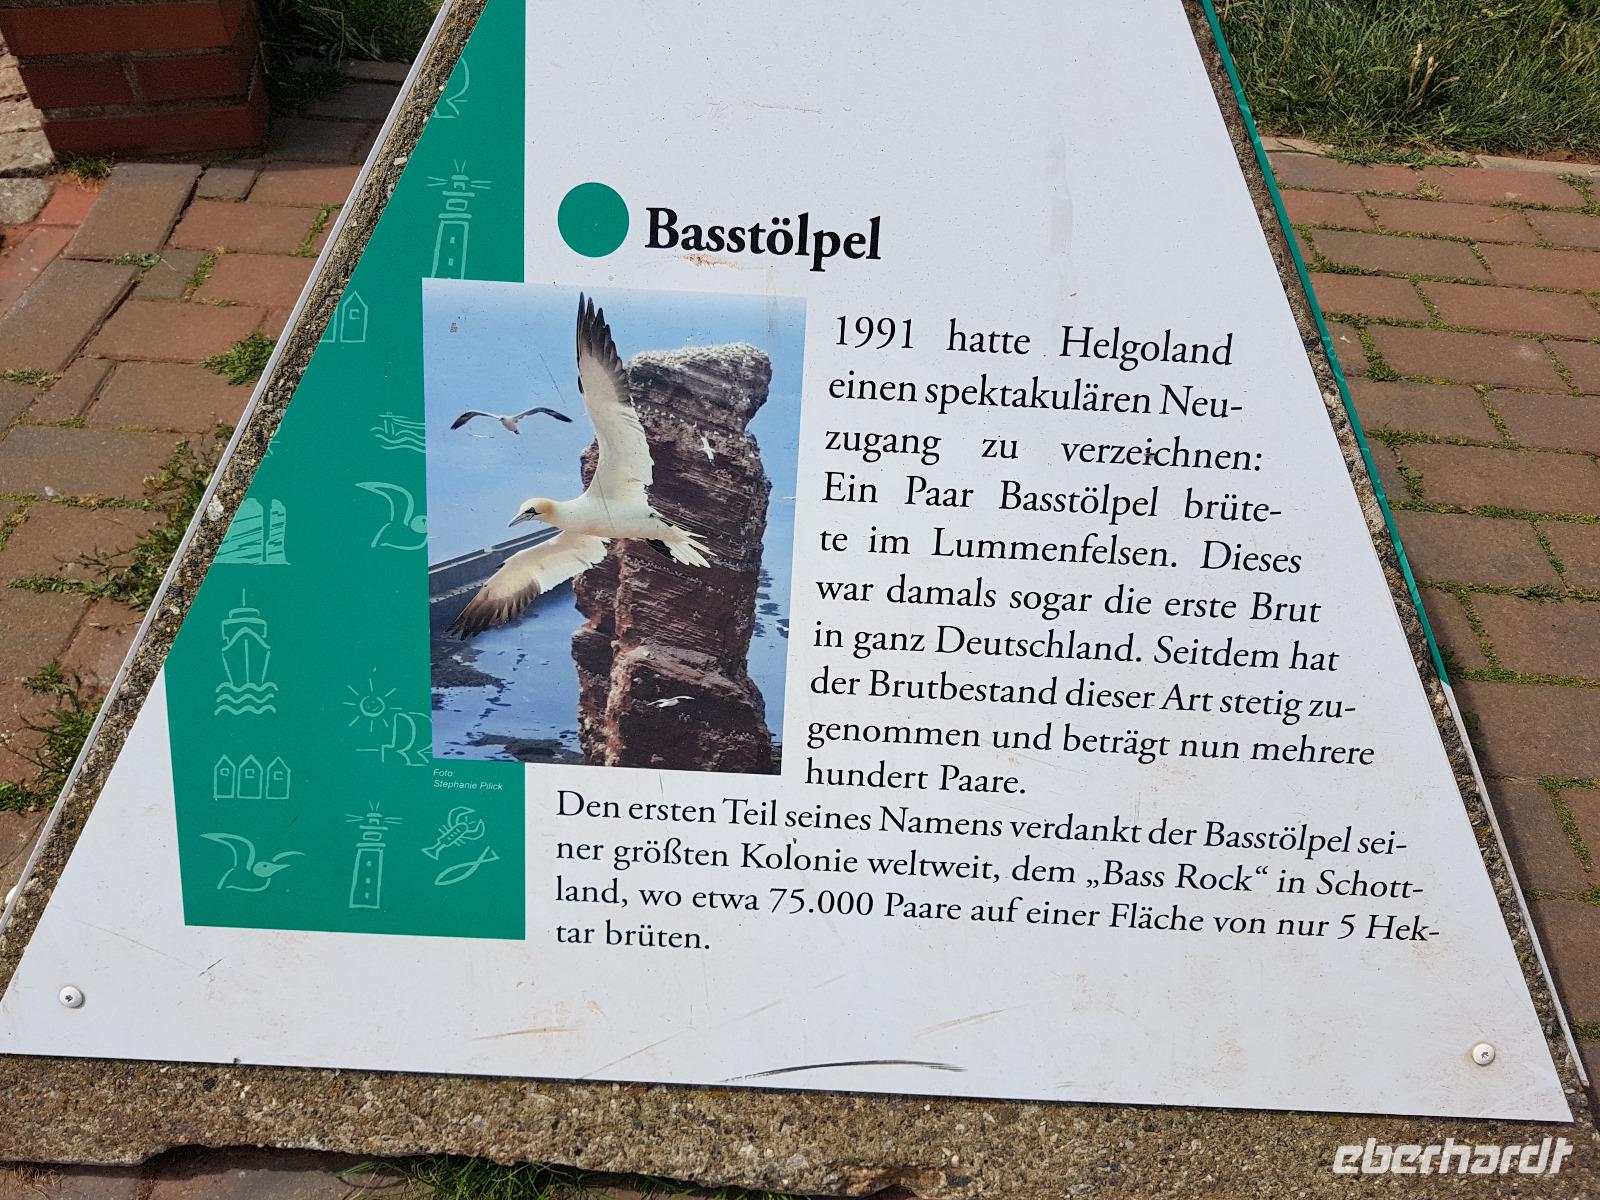 Basstölpel
1991 hatte Helgoland
einen spektakulären Neu-
zugang zu verzeichnen:
Ein Paar Basstölpel brüte-
te im Lummenfelsen. Dieses
war damals sogar die erste Brut
in ganz Deutschland. Seitdem hat
der Brutbestand dieser Art stetig zu-
genommen und beträgt nun mehrere
hundert Paare.
Foto:
Stephanie Pilick
Den ersten Teil seines Namens verdankt der Basstölpel sei-
ner größten Kolonie weltweit, dem „Bass Rock“ in Schott-
land, wo etwa 75.000 Paare auf einer Fläche von nur 5 Hek-
tar brüten.
eberhardt